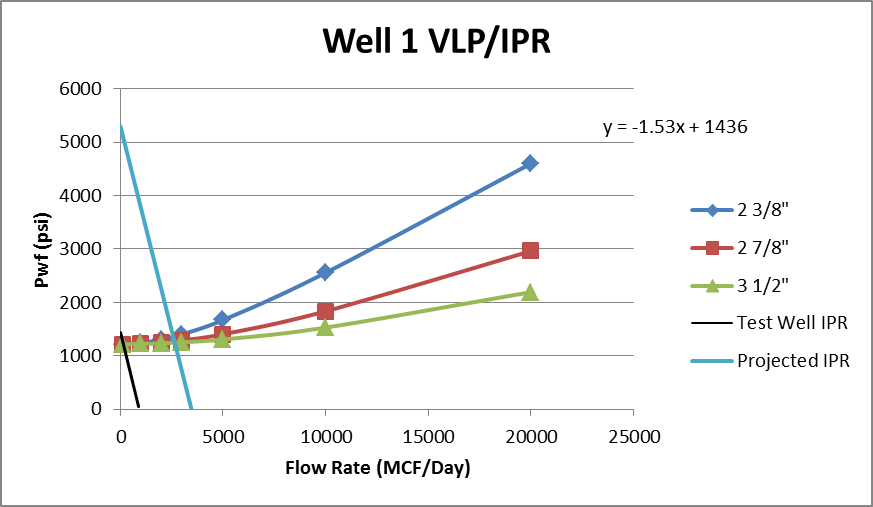 Well 1 VLP/IPR
6000
y = -1.53x + 1436
5000
4000
3000
2000
1000
0
Pwf (psi)
2 3/8"
2 7/8"
3 1/2"
Test Well IPR
Projected IPR
0 5000 10000 15000 20000 25000
Flow Rate (MCF/Day)